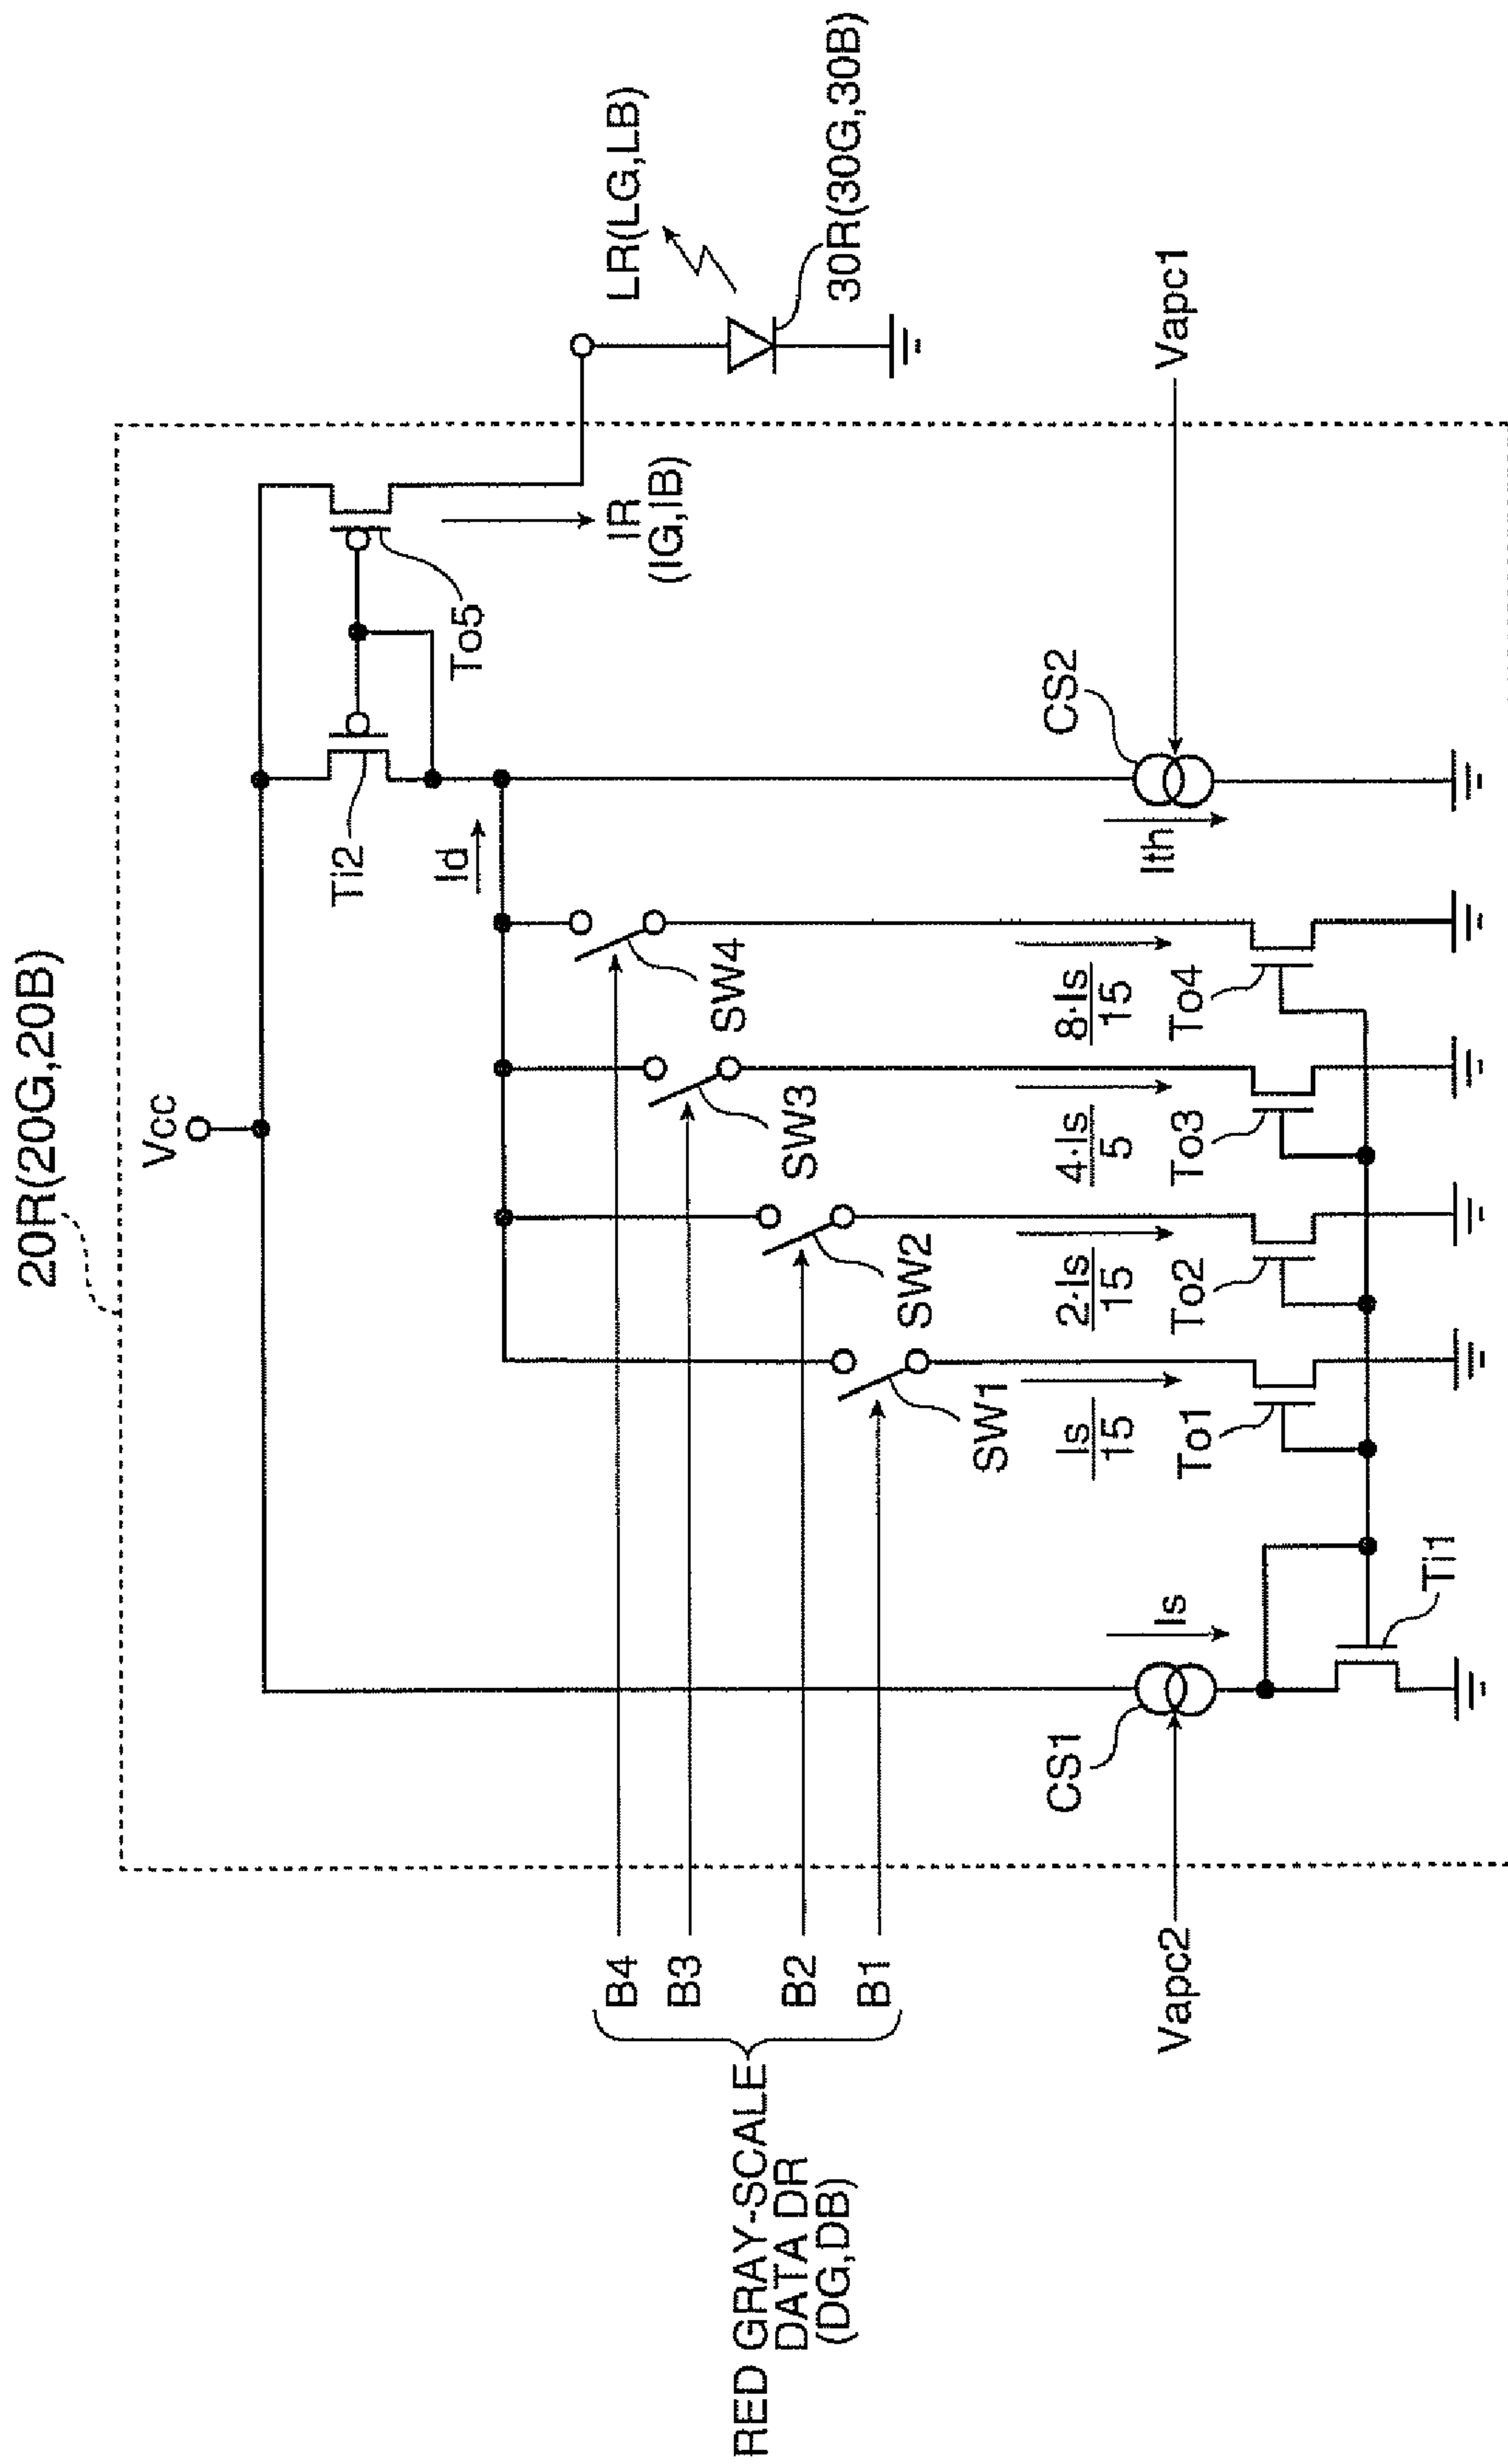 20R(20G,20B)
Vcc
Ti2
To5
Id
IR
(IG,IB)
LR(LG,LB)
30R(30G,30B)
RED GRAY-SCALE
DATA DR
(DG,DB)
B4
B3
B2
B1
SW4
SW3
SW2
SW1
Vapc2
CS1
Is
Is
15
2·Is
15
4·Is
5
8·Is
15
Ith
CS2
Vapc1
Ti1
To1
To2
To3
To4